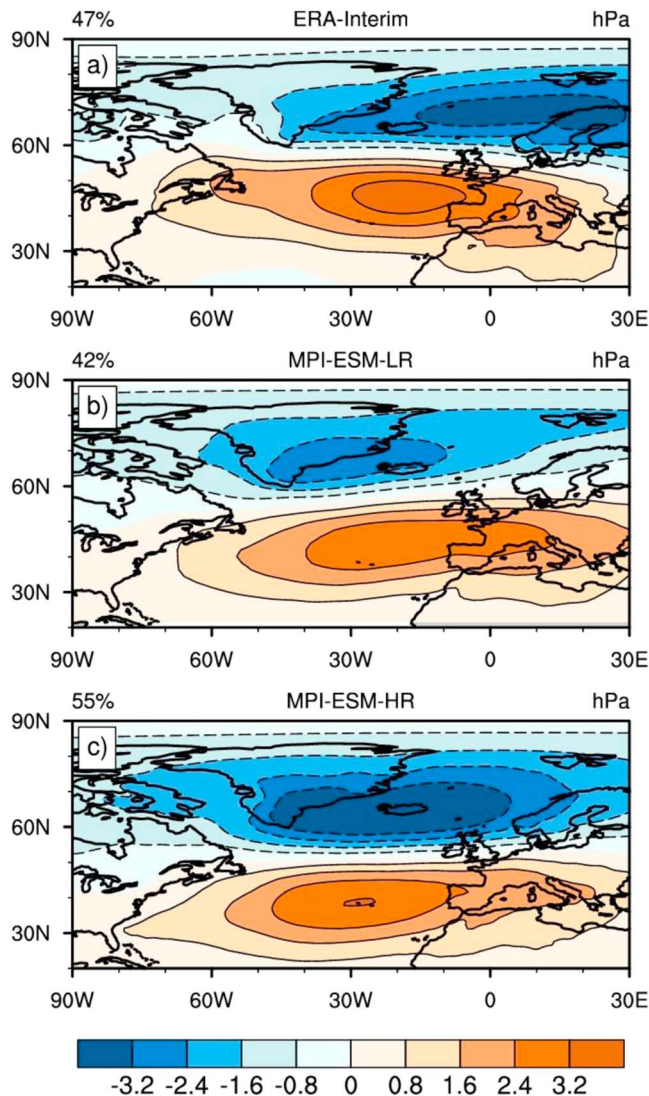 47% ERA-Interim hPa
90N
a)
60N
30N
90W 60W 30W 0 30E
42% MPI-ESM-LR hPa
90N
b)
60N
30N
90W 60W 30W 0 30E
55% MPI-ESM-HR hPa
90N
c)
60N
30N
90W 60W 30W 0 30E
-3.2 -2.4 -1.6 -0.8 0 0.8 1.6 2.4 3.2